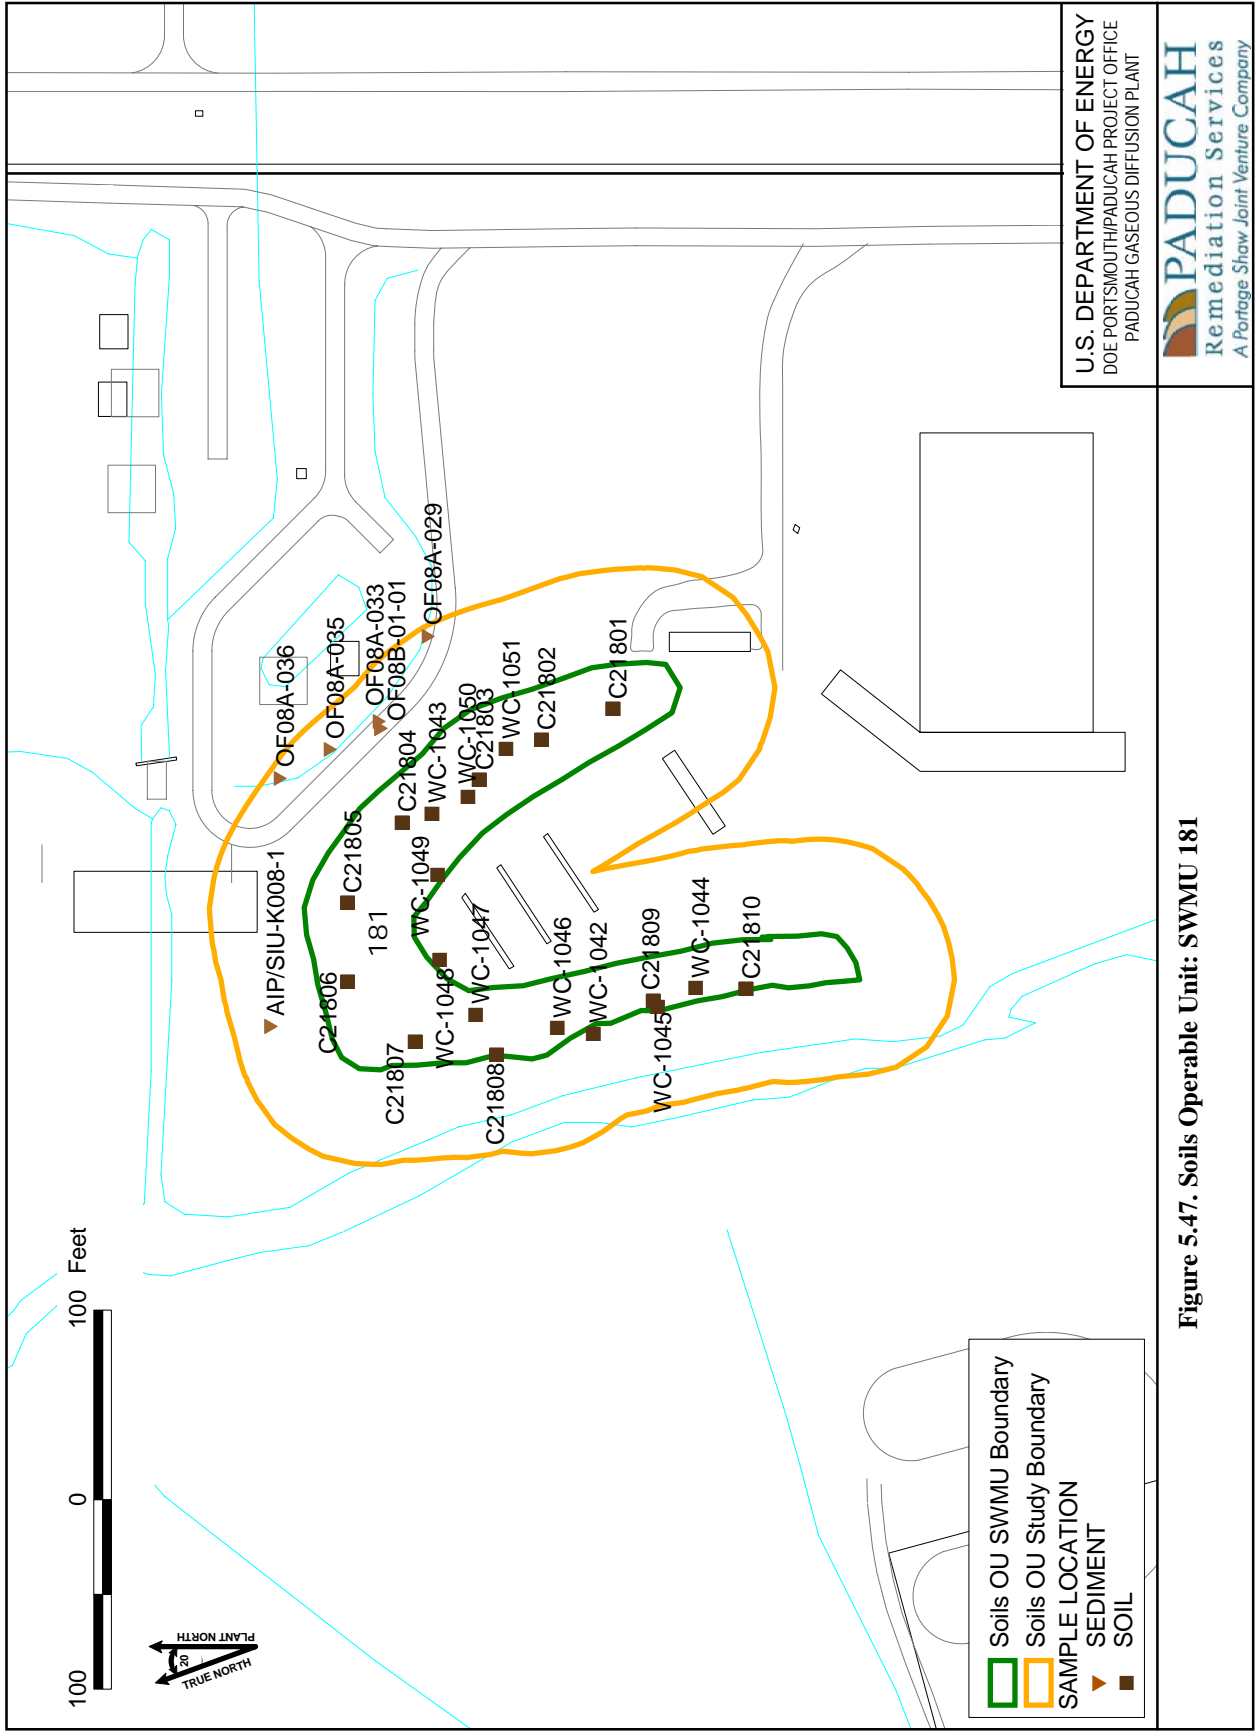 100 0 100 Feet
PLANT NORTH
20
TRUE NORTH
AIP/SIU-K008-1
OF08A-036
OF08A-035
OF08A-033
OF08B-01-01
OF08A-029
C21806
C21805
181
C21804
WC-1043
WC-1050
C21803
WC-1051
C21802
C21801
WC-1049
C21807
WC-1048
WC-1047
C21808
WC-1046
WC-1042
C21809
WC-1045
WC-1044
C21810
Soils OU SWMU Boundary
Soils OU Study Boundary
SAMPLE LOCATION
SEDIMENT
SOIL
U.S. DEPARTMENT OF ENERGY
DOE PORTSMOUTH/PADUCAH PROJECT OFFICE
PADUCAH GASEOUS DIFFUSION PLANT
Figure 5.47. Soils Operable Unit: SWMU 181
PADUCAH
Remediation Services
A Portage Shaw Joint Venture Company